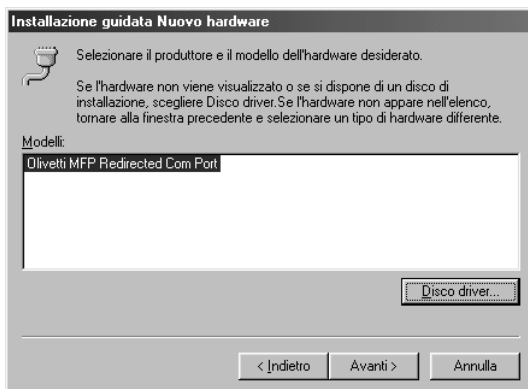 Installazione guidata Nuovo hardware
Selezionare il produttore e il modello dell'hardware desiderato.
Se l'hardware non viene visualizzato o se si dispone di un disco di
installazione, scegliere Disco driver.Se l'hardware non appare nell'elenco,
tornare alla finestra precedente e selezionare un tipo di hardware differente.
Modelli:
Olivetti MFP Redirected Com Port
Disco driver...
< Indietro Avanti > Annulla